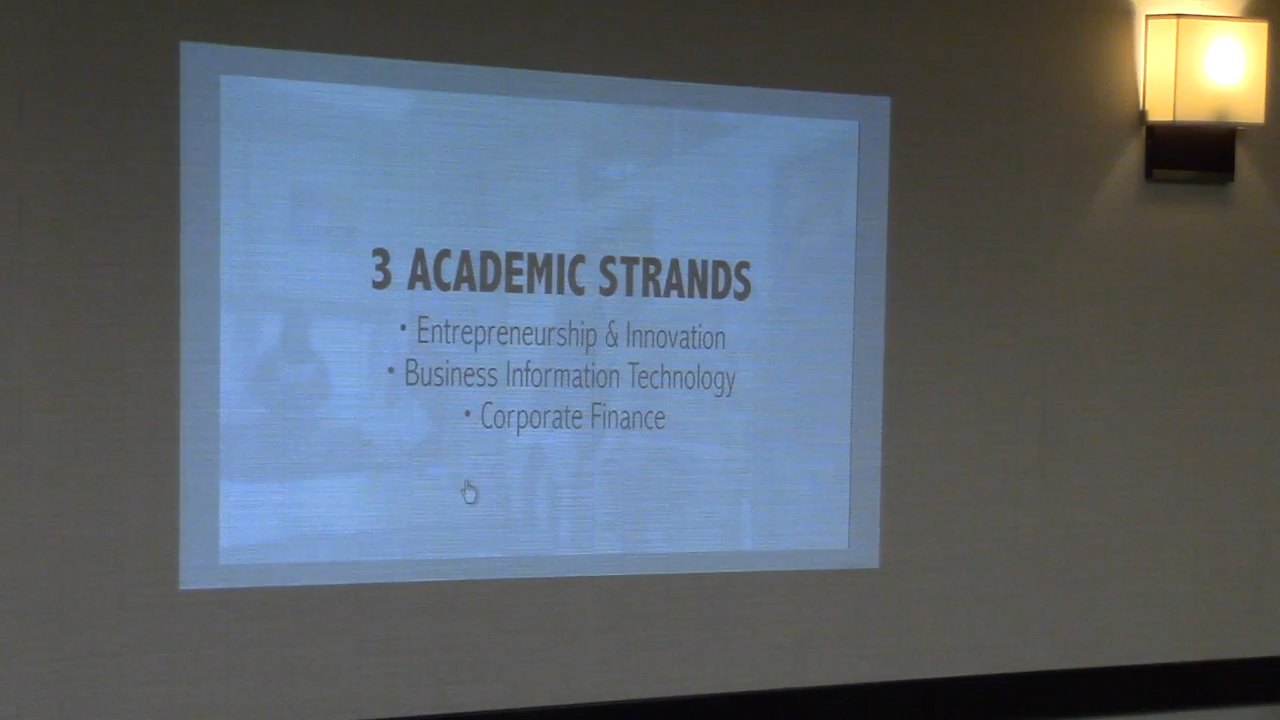 3 ACADEMIC STRANDS
• Entrepreneurship & Innovation
• Business Information Technology
• Corporate Finance